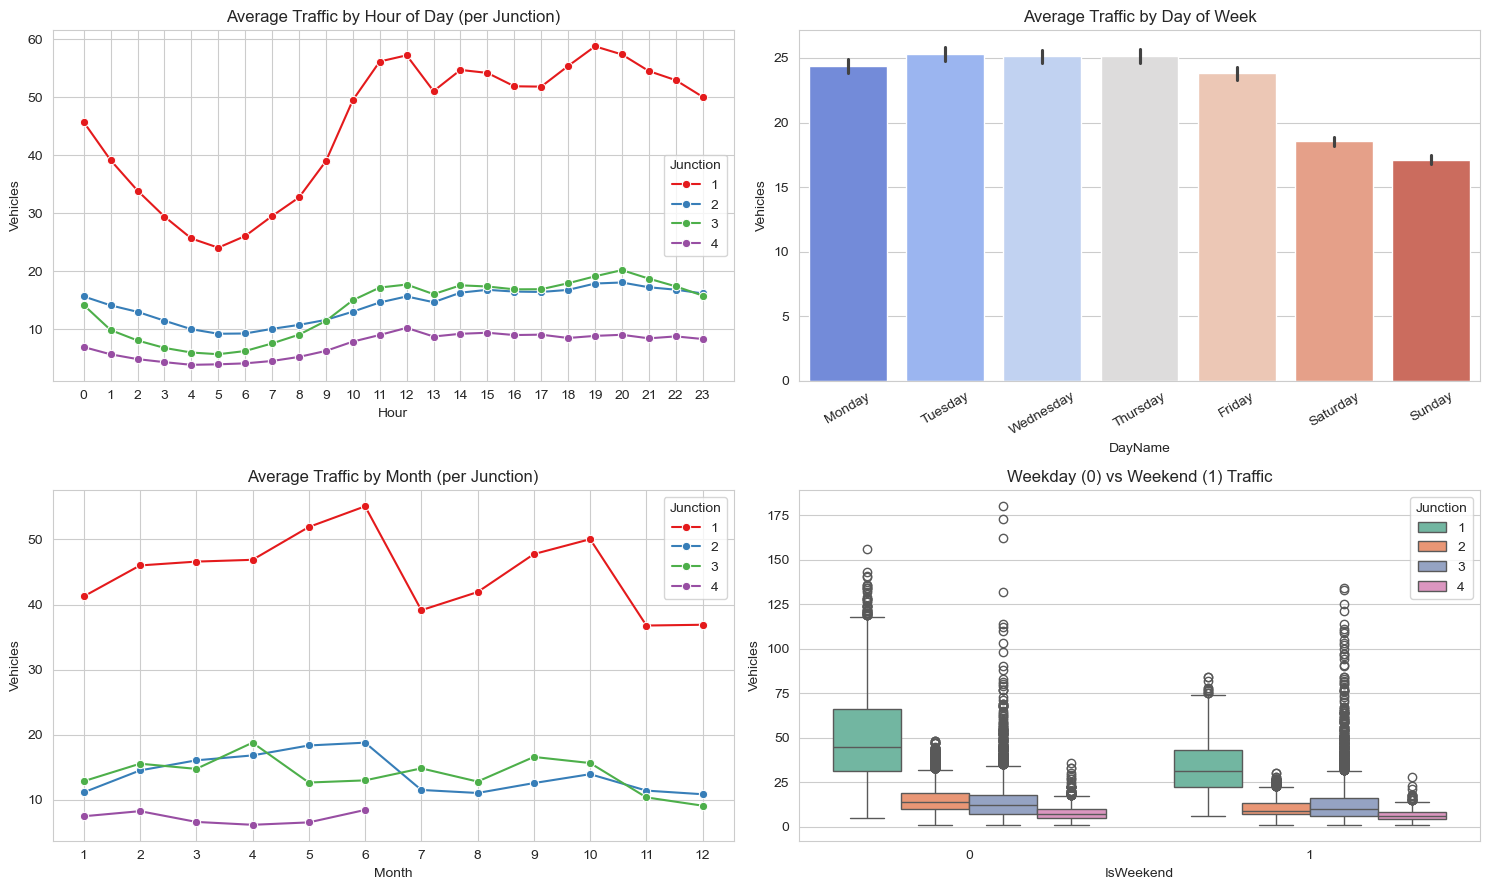 Average Traffic by Hour of Day (per Junction)
60
50
40
30
20
10
Vehicles
Junction
1
2
3
4
0 1 2 3 4 5 6 7 8 9 10 11 12 13 14 15 16 17 18 19 20 21 22 23
Hour
Average Traffic by Day of Week
25
20
15
10
5
0
Vehicles
Monday Tuesday Wednesday Thursday Friday Saturday Sunday
DayName
Average Traffic by Month (per Junction)
50
40
30
20
10
Vehicles
Junction
1
2
3
4
1 2 3 4 5 6 7 8 9 10 11 12
Month
Weekday (0) vs Weekend (1) Traffic
175
150
125
100
75
50
25
0
Vehicles
Junction
1
2
3
4
0 1
IsWeekend